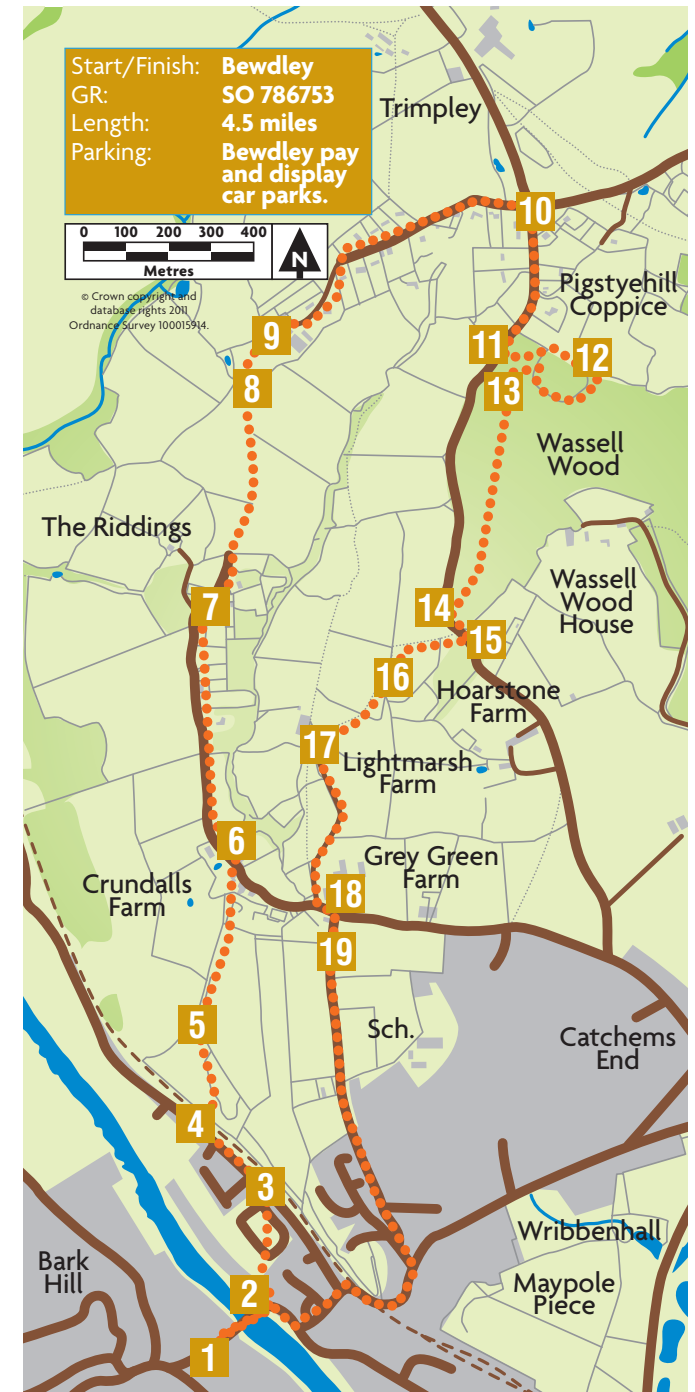 Start/Finish: Bewdley
GR: SO 786753
Length: 4.5 miles
Parking: Bewdley pay
and display
car parks.
Trimpley
0 100 200 300 400
Metres
N
© Crown copyright and
database rights 2011
Ordnance Survey 100015914.
10
Pigstyehill
Coppice
9
11
12
8
13
Wassell
Wood
The Riddings
Wassell
Wood
House
7
14
15
16
Hoarstone
Farm
17
Lightmarsh
Farm
6
Grey Green
Farm
Crundalls
Farm
18
19
5
Sch.
Catchems
End
4
3
Wribbenhall
Bark
Hill
Maypole
Piece
2
1